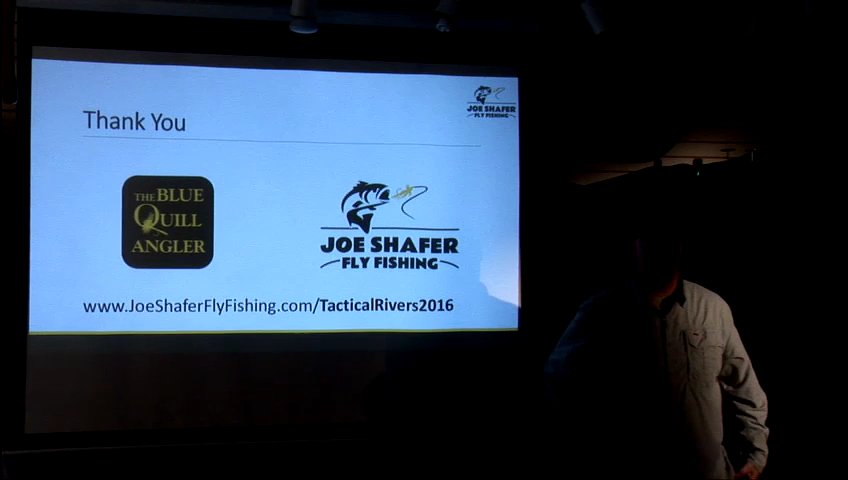 JOE SHAFER
FLY FISHING
Thank You
THE BLUE
QUILL
ANGLER
JOE SHAFER
FLY FISHING
www.JoeShaferFlyFishing.com/TacticalRivers2016